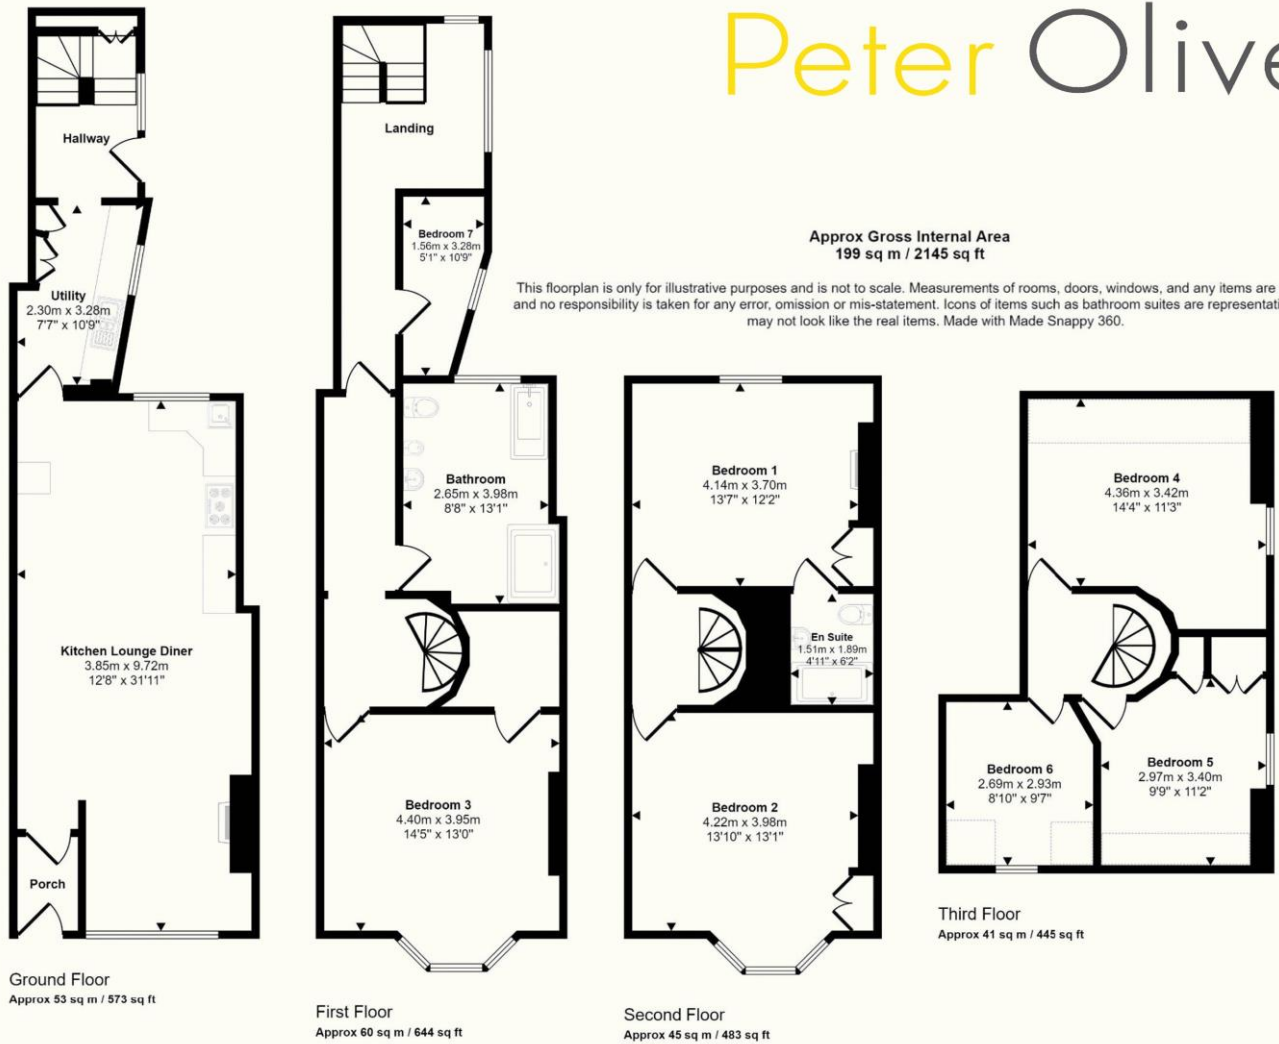 Peter Olive
Approx Gross Internal Area
199 sq m / 2145 sq ft
This floorplan is only for illustrative purposes and is not to scale. Measurements of rooms, doors, windows, and any items are
and no responsibility is taken for any error, omission or mis-statement. Icons of items such as bathroom suites are representati
may not look like the real items. Made with Made Snappy 360.
Hallway
Utility
2.30m x 3.28m
7'7" x 10'9"
Kitchen Lounge Diner
3.85m x 9.72m
12'8" x 31'11"
Porch
Ground Floor
Approx 53 sq m / 573 sq ft
Landing
Bedroom 7
1.56m x 3.28m
5'1" x 10'9"
Bathroom
2.65m x 3.98m
8'8" x 13'1"
Bedroom 3
4.40m x 3.95m
14'5" x 13'0"
First Floor
Approx 60 sq m / 644 sq ft
Bedroom 1
4.14m x 3.70m
13'7" x 12'2"
En Suite
1.51m x 1.89m
4'11" x 6'2"
Bedroom 2
4.22m x 3.98m
13'10" x 13'1"
Second Floor
Approx 45 sq m / 483 sq ft
Bedroom 4
4.36m x 3.42m
14'4" x 11'3"
Bedroom 6
2.69m x 2.93m
8'10" x 9'7"
Bedroom 5
2.97m x 3.40m
9'9" x 11'2"
Third Floor
Approx 41 sq m / 445 sq ft